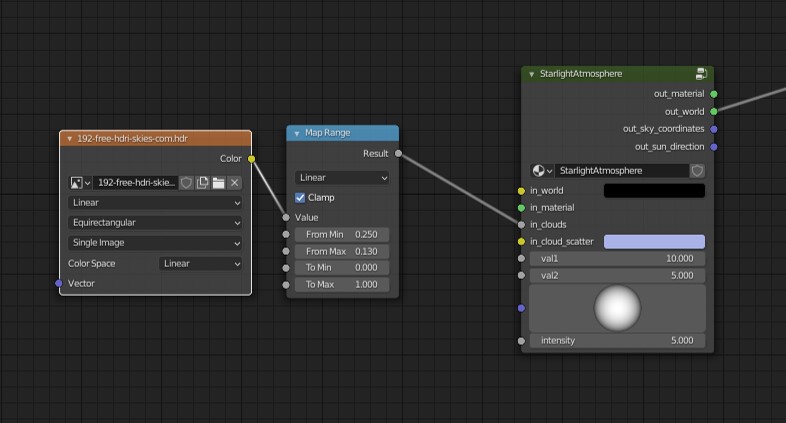 192-free-hdri-skies-com.hdr
Color
192-free-hdri-skie...
Linear
Equirectangular
Single Image
Color Space Linear
Vector
Map Range
Result
Linear
Clamp
Value
From Min 0.250
From Max 0.130
To Min 0.000
To Max 1.000
StarlightAtmosphere
out_material
out_world
out_sky_coordinates
out_sun_direction
StarlightAtmosphere
in_world
in_material
in_clouds
in_cloud_scatter
val1 10.000
val2 5.000
intensity 5.000